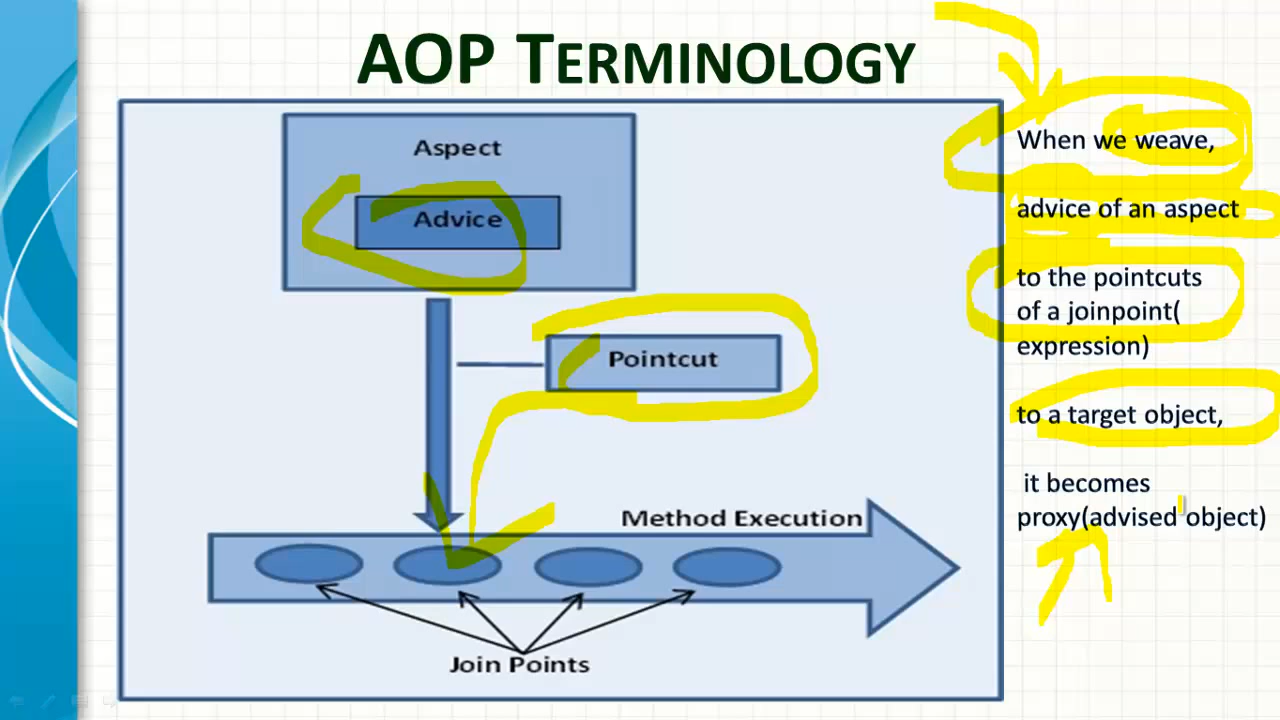 AOP TERMINOLOGY
Aspect
Advice
Pointcut
Method Execution
Join Points
When we weave,
advice of an aspect
to the pointcuts
of a joinpoint(
expression)
to a target object,
it becomes
proxy(advised object)